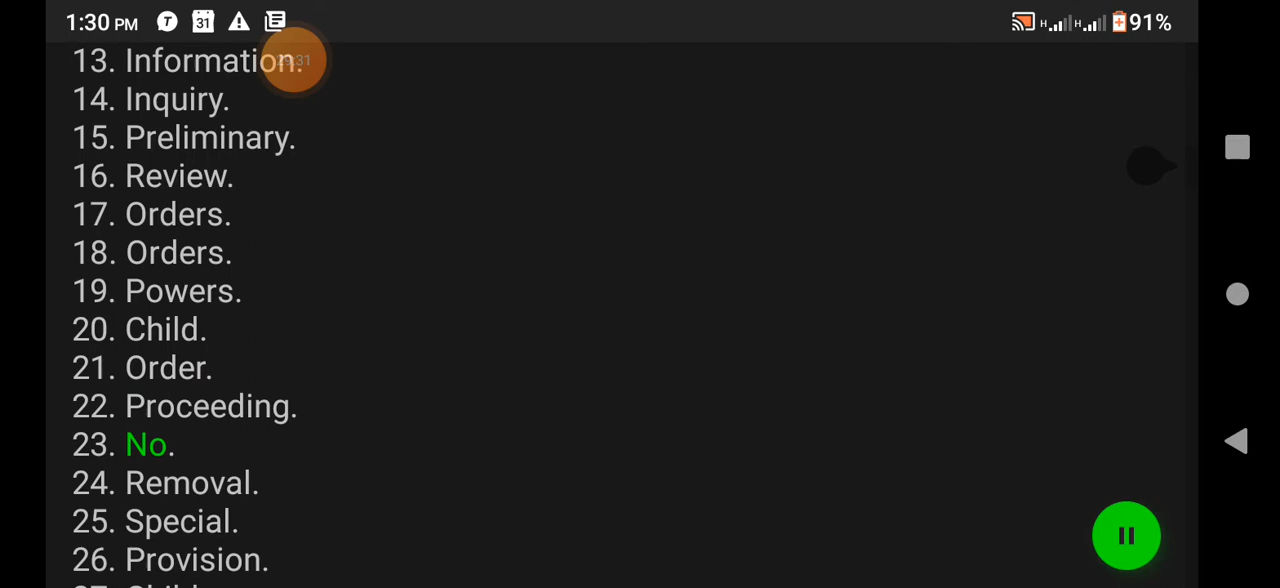 1:30 PM 31 91%
13. Information.
14. Inquiry.
15. Preliminary.
16. Review.
17. Orders.
18. Orders.
19. Powers.
20. Child.
21. Order.
22. Proceeding.
23. No.
24. Removal.
25. Special.
26. Provision.